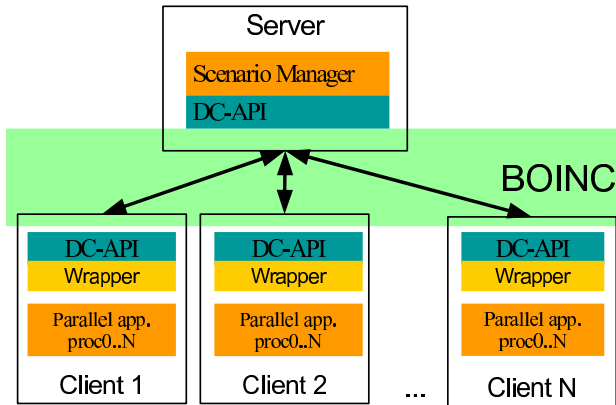 Server
Scenario Manager
DC-API
BOINC
DC-API
Wrapper
Parallel app.
proc0..N
Client 1
DC-API
Wrapper
Parallel app.
proc0..N
Client 2
...
DC-API
Wrapper
Parallel app.
proc0..N
Client N